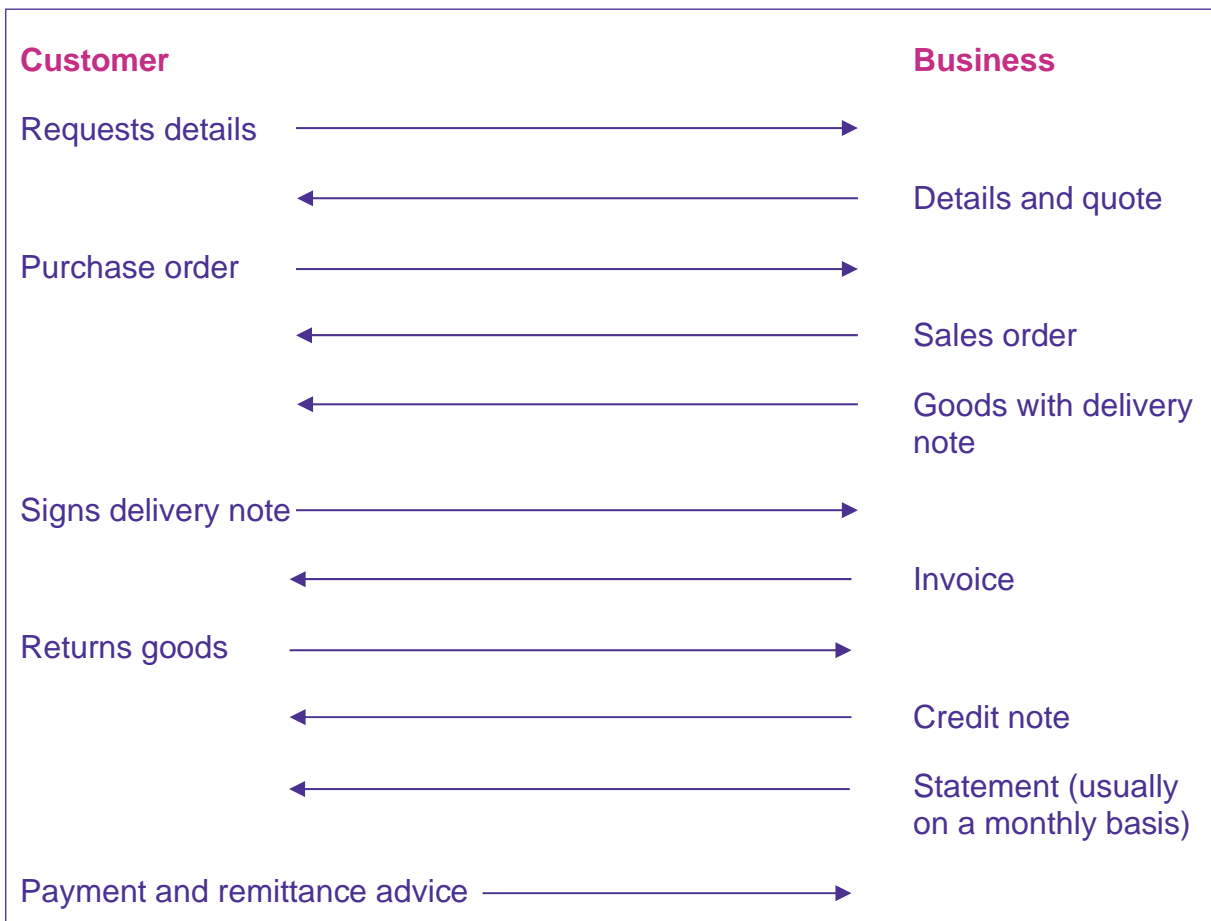 Customer Business
Requests details
Details and quote
Purchase order
Sales order
Goods with delivery
note
Signs delivery note
Invoice
Returns goods
Credit note
Statement (usually
on a monthly basis)
Payment and remittance advice